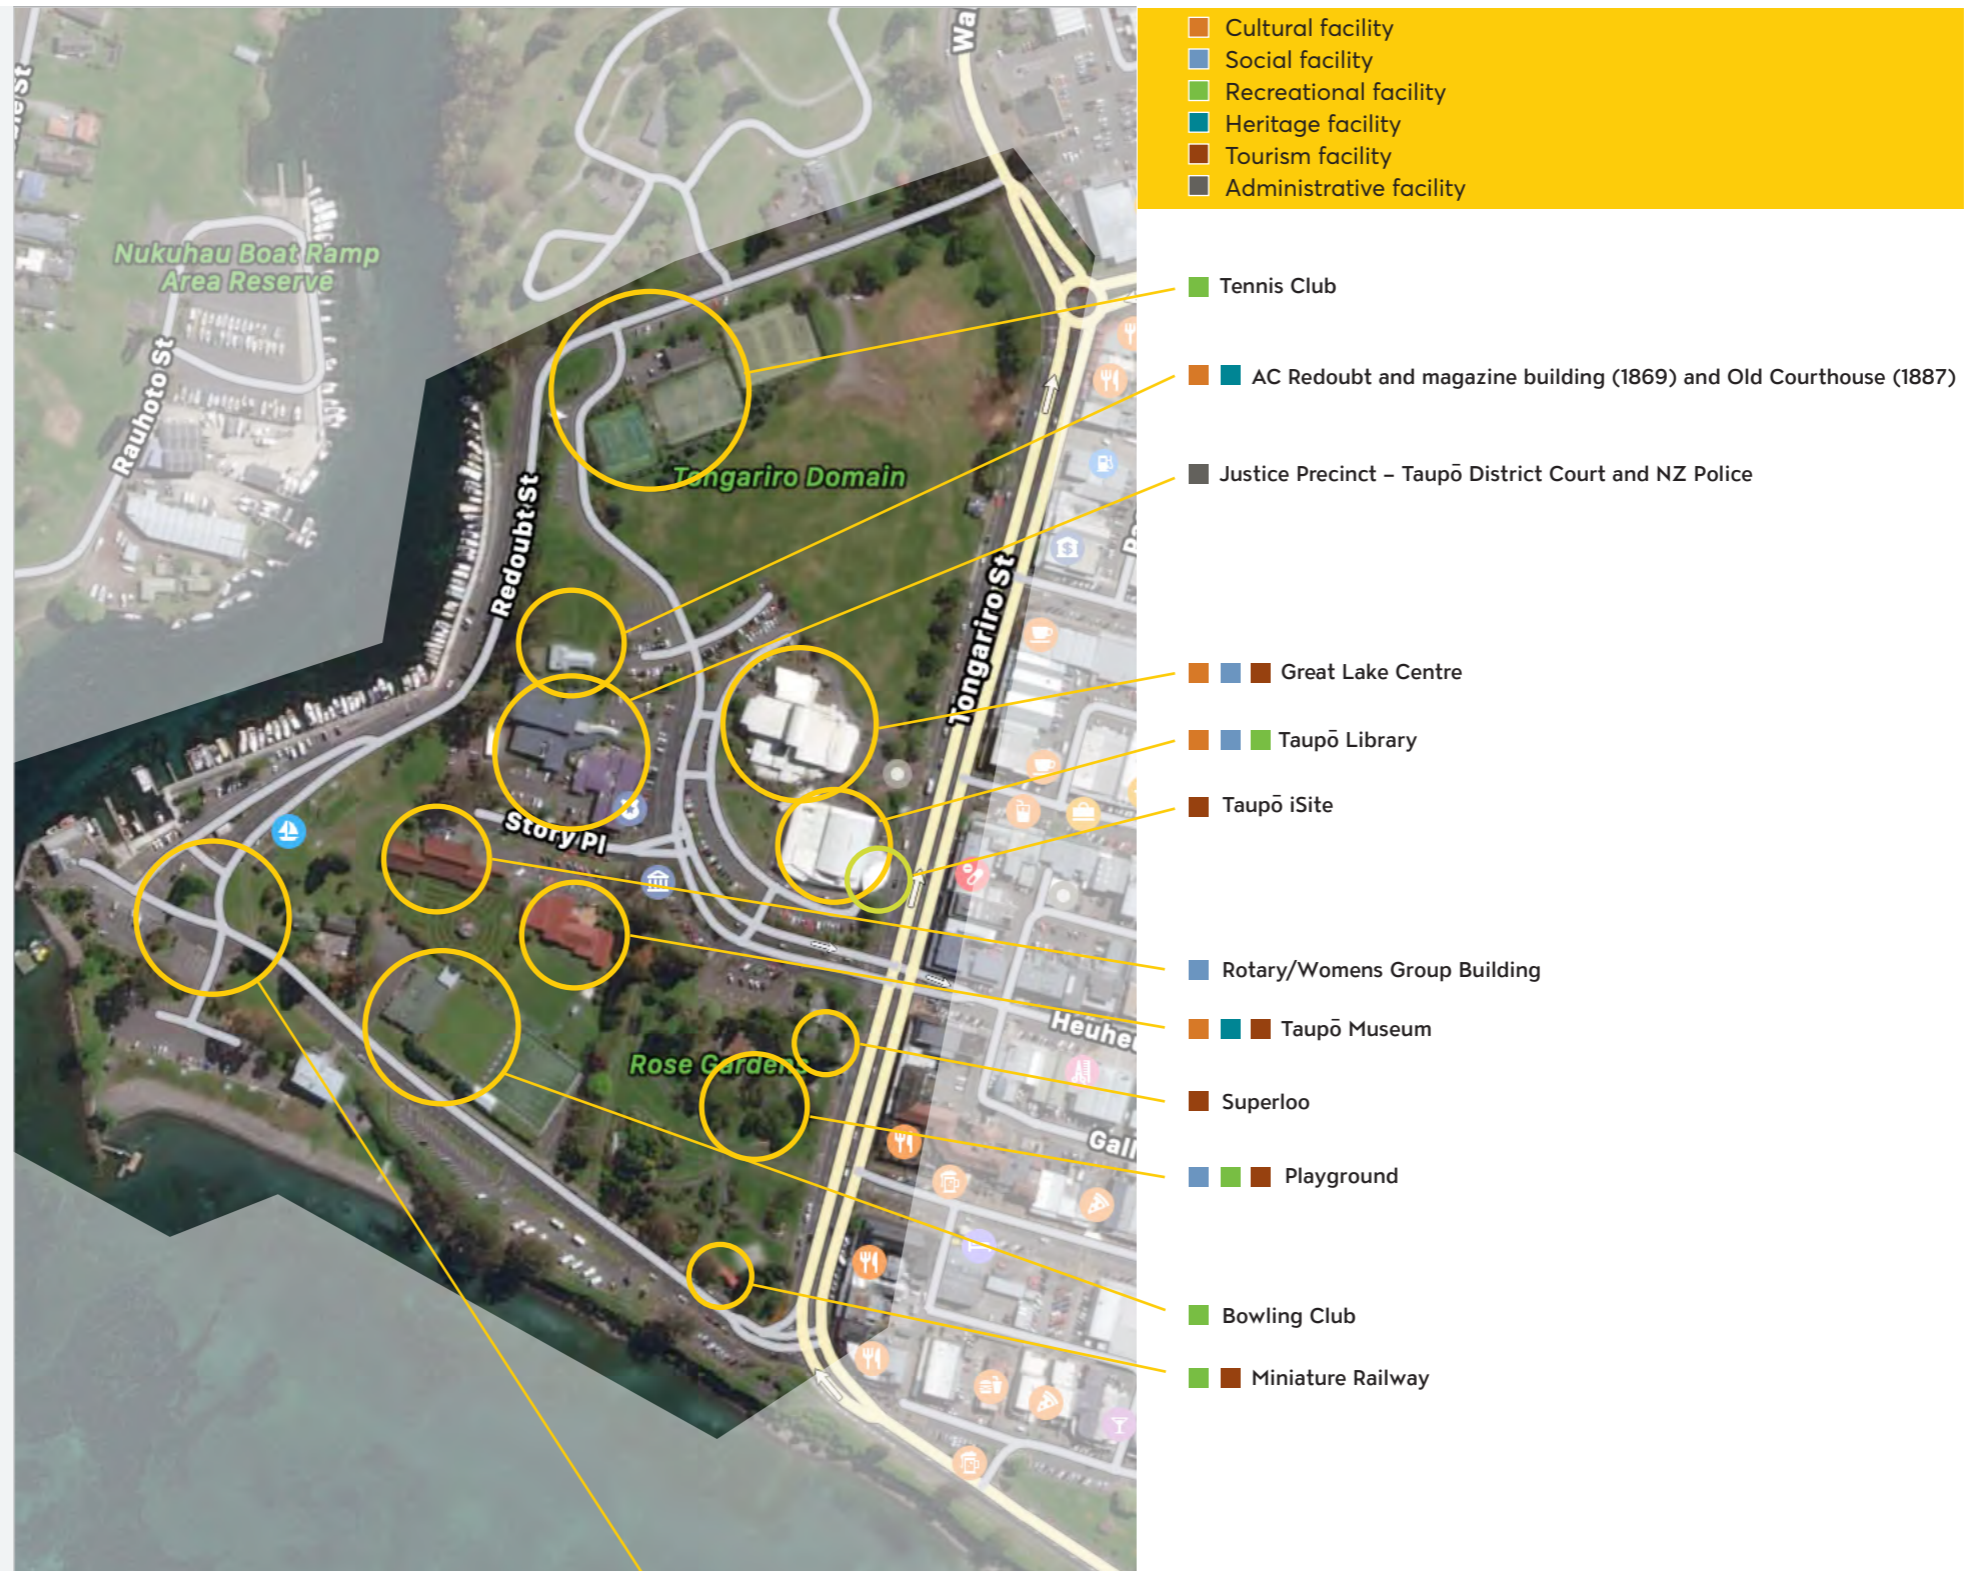 Cultural facility
Social facility
Recreational facility
Heritage facility
Tourism facility
Administrative facility
Tennis Club
AC Redoubt and magazine building (1869) and Old Courthouse (1887)
Justice Precinct – Taupō District Court and NZ Police
Great Lake Centre
Taupō Library
Taupō iSite
Rotary/Womens Group Building
Taupō Museum
Superloo
Playground
Bowling Club
Miniature Railway
Wai
Nukuhau Boat Ramp
Area Reserve
Rauhoto St
Redoubt St
Tongariro Domain
Tongariro St
Story Pl
Rose Gardens
Heuheu
Gall